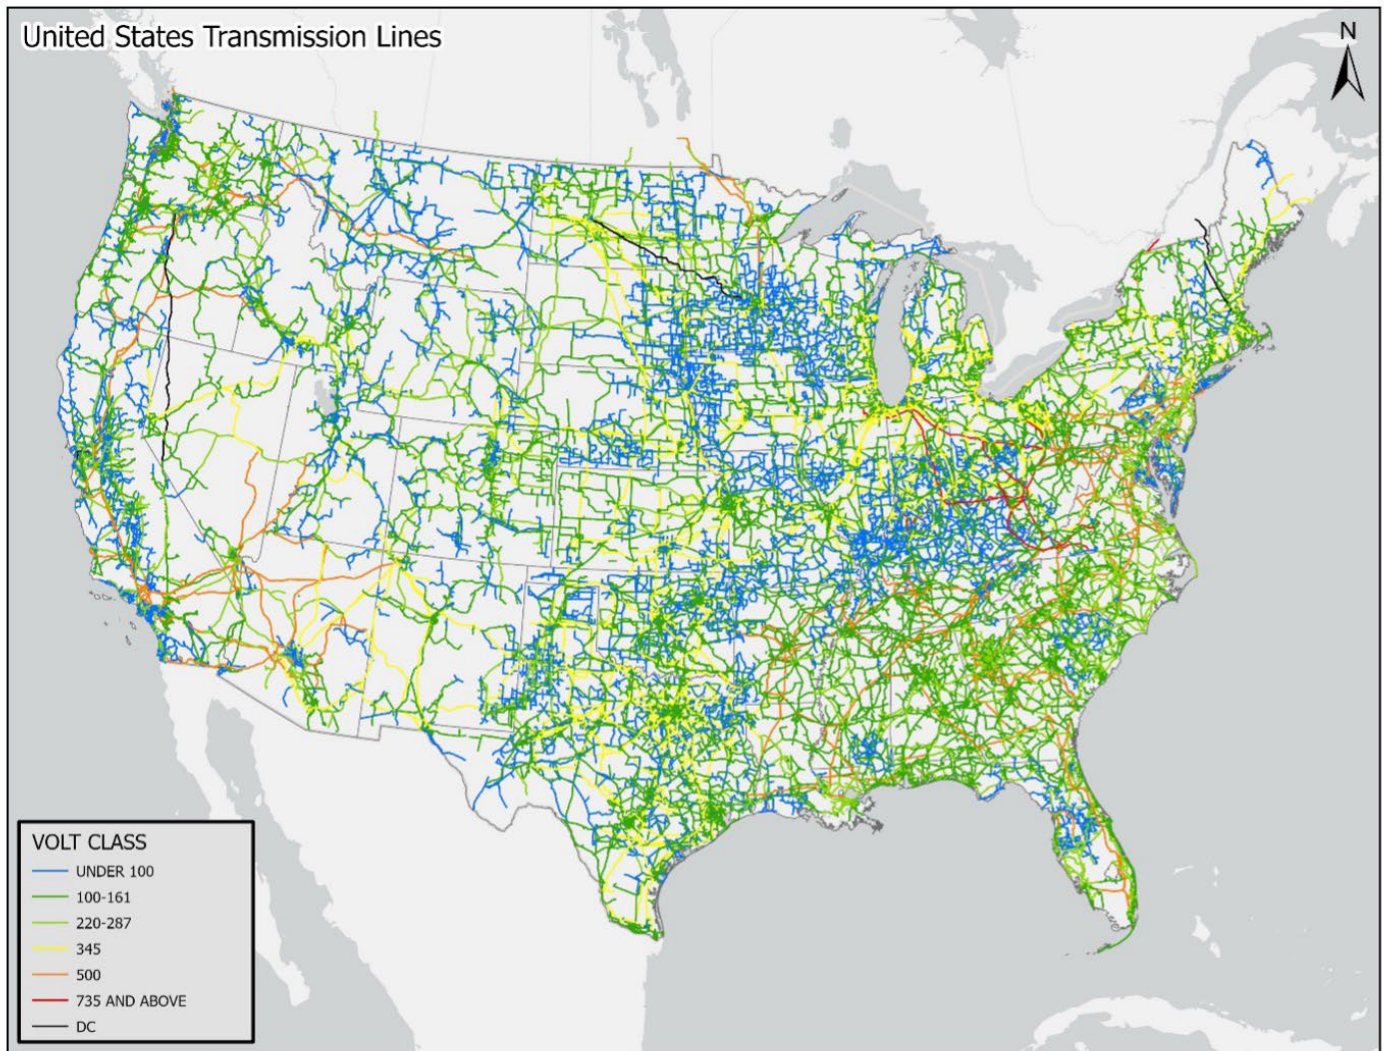 United States Transmission Lines
N
VOLT CLASS
UNDER 100
100-161
220-287
345
500
735 AND ABOVE
DC